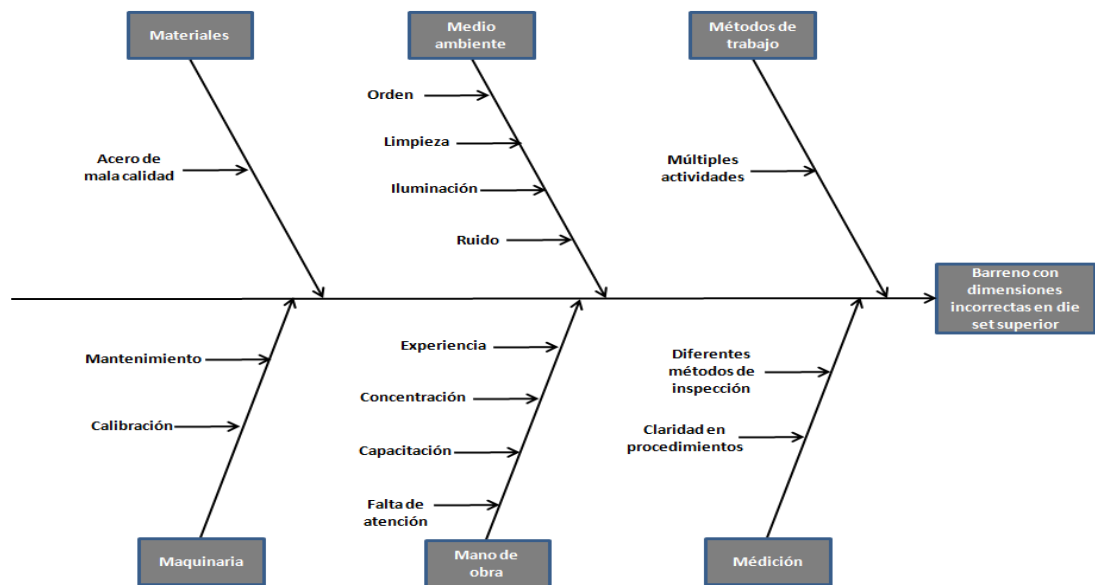 Materiales
Medio
ambiente
Métodos de
trabajo
Orden
Limpieza
Iluminación
Ruido
Acero de
mala calidad
Múltiples
actividades
Barreno con
dimensiones
incorrectas en die
set superior
Mantenimiento
Calibración
Experiencia
Concentración
Capacitación
Falta de
atención
Diferentes
métodos de
inspección
Claridad en
procedimientos
Maquinaria
Mano de
obra
Médición